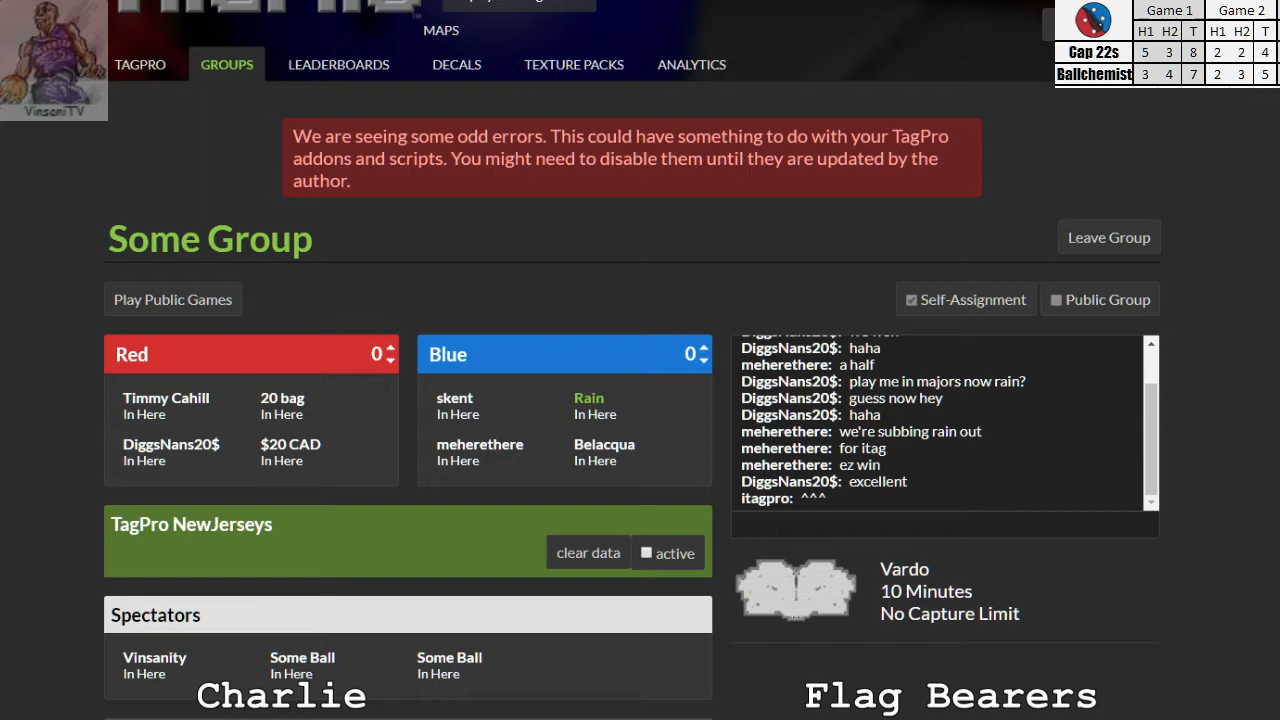 MAPS
TAGPRO GROUPS LEADERBOARDS DECALS TEXTURE PACKS ANALYTICS
VinsaniTV
Game 1 Game 2
H1 H2 T H1 H2 T
Cap 22s 5 3 8 2 2 4
Ballchemist 3 4 7 2 3 5
We are seeing some odd errors. This could have something to do with your TagPro
addons and scripts. You might need to disable them until they are updated by the
author.
Some Group
Leave Group
Play Public Games
Self-Assignment
Public Group
Red 0
Timmy Cahill 20 bag
In Here In Here
DiggsNans20$ $20 CAD
In Here In Here
Blue 0
skent Rain
In Here In Here
meherethere Belacqua
In Here In Here
DiggsNans20$: haha
meherethere: a half
DiggsNans20$: play me in majors now rain?
DiggsNans20$: guess now hey
DiggsNans20$: haha
meherethere: we're subbing rain out
meherethere: for itag
meherethere: ez win
DiggsNans20$: excellent
itagpro: ^^^
TagPro NewJerseys
clear data active
Vardo
10 Minutes
No Capture Limit
Spectators
Vinsanity Some Ball Some Ball
In Here In Here In Here
Charlie Flag Bearers